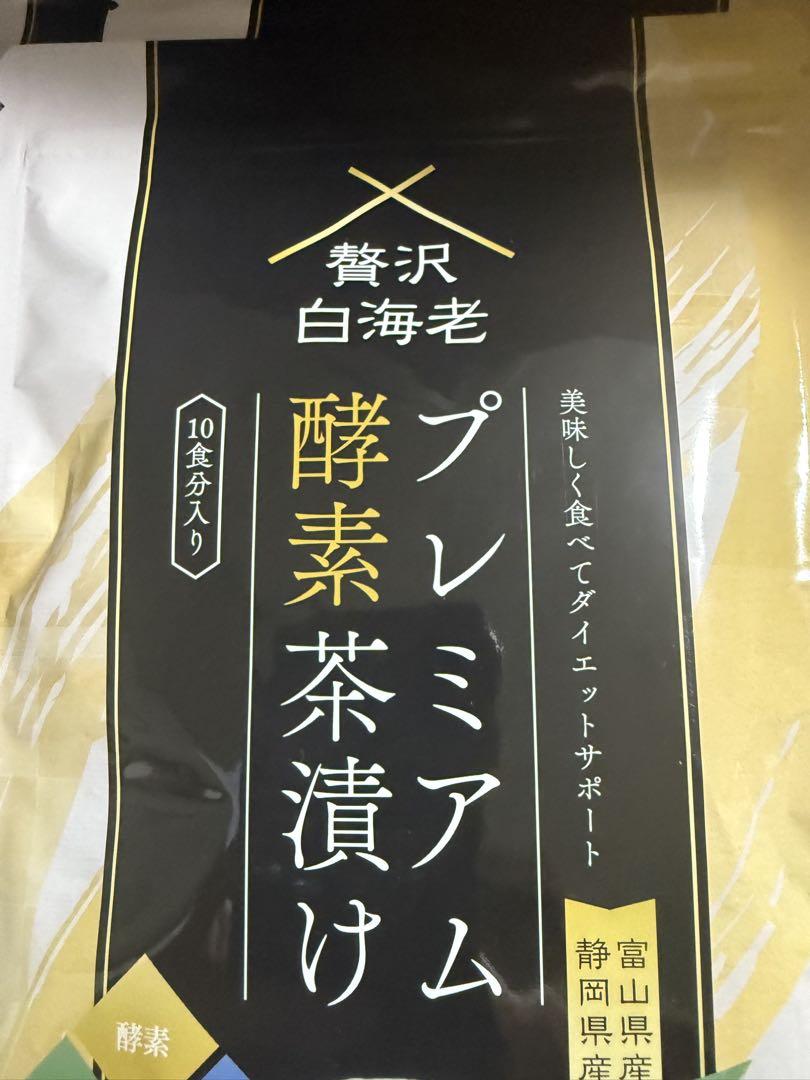 贅沢
白海老
美味しく食べてダイエットサポート
プレミアム
酵素茶漬け
10食分入り
富山県産
静岡県産
酵素